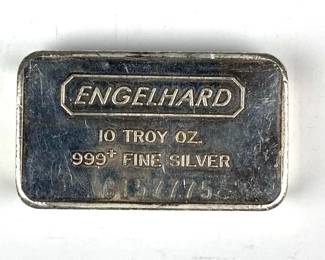 ENGELHARD
10 TROY OZ.
999+ FINE SILVER